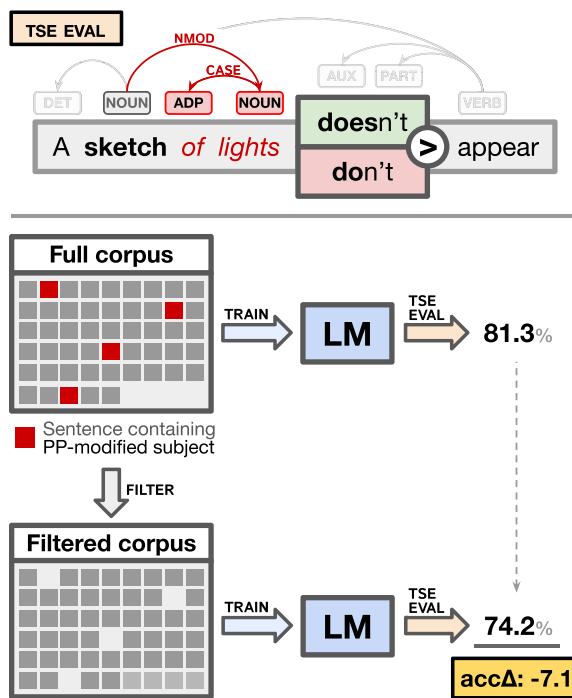 TSE EVAL
NMOD
CASE
AUX PART
DET NOUN ADP NOUN VERB
doesn't
A sketch of lights > appear
don't
Full corpus
TRAIN
LM
TSE
EVAL
81.3%
Sentence containing
PP-modified subject
FILTER
Filtered corpus
TRAIN
LM
TSE
EVAL
74.2%
accΔ: -7.1